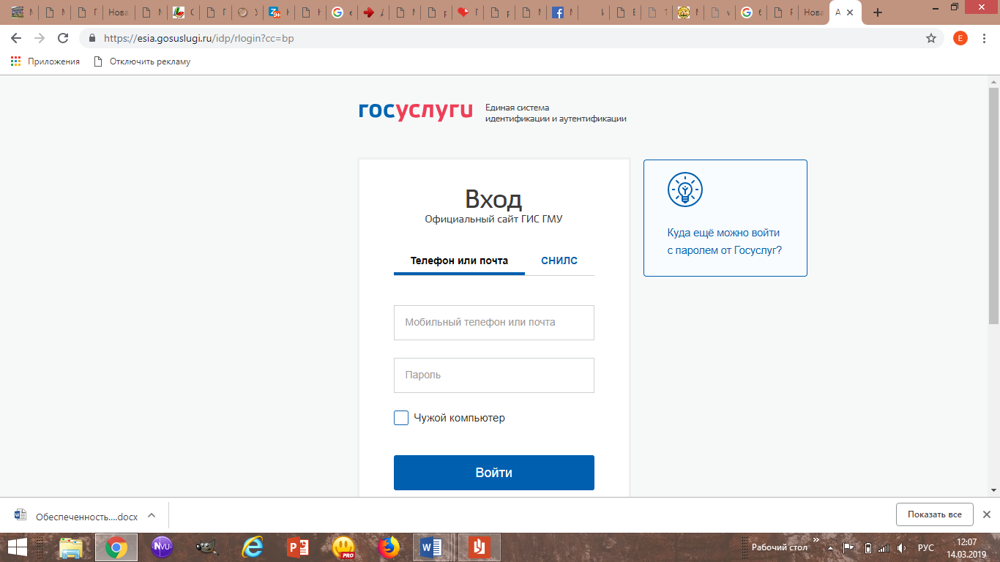 Нова
Нова
А
https://esia.gosuslugi.ru/idp/rlogin?cc=bp
E
Приложения
Отключить рекламу
госуслуги
Единая система
идентификации и аутентификации
Вход
Официальный сайт ГИС ГМУ
Телефон или почта
СНИЛС
Мобильный телефон или почта
Пароль
Чужой компьютер
Войти
Куда ещё можно войти
с паролем от Госуслуг?
Обеспеченность....docx
Показать все
NVU
PRO
Рабочий стол
РУС
12:07
14.03.2019